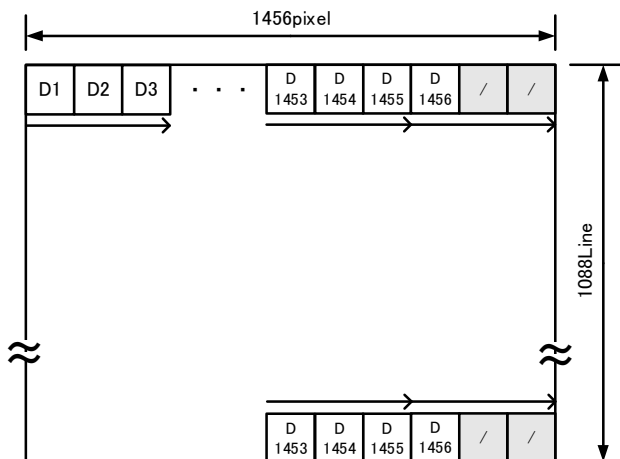 1456pixel
D1 D2 D3 ・・・ D 1453 D 1454 D 1455 D 1456 / /
1088Line
D 1453 D 1454 D 1455 D 1456 / /